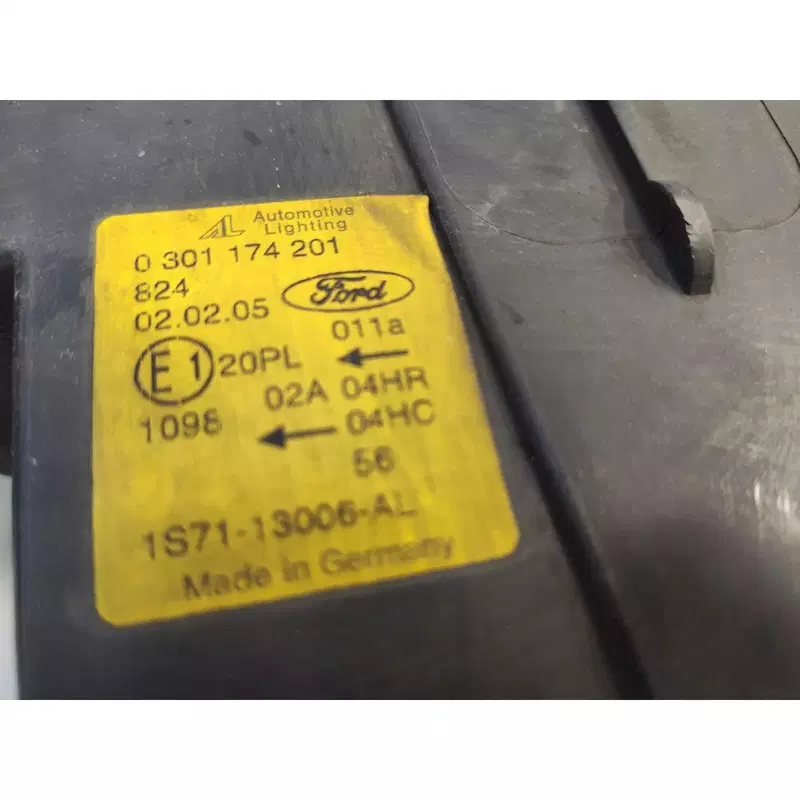 AL Automotive
Lighting
0 301 174 201
824
02.02.05 Ford
011a
E1 20PL ←
02A 04HR
1098 ← 04HC
56
1S71-13006-AL
Made in Germany